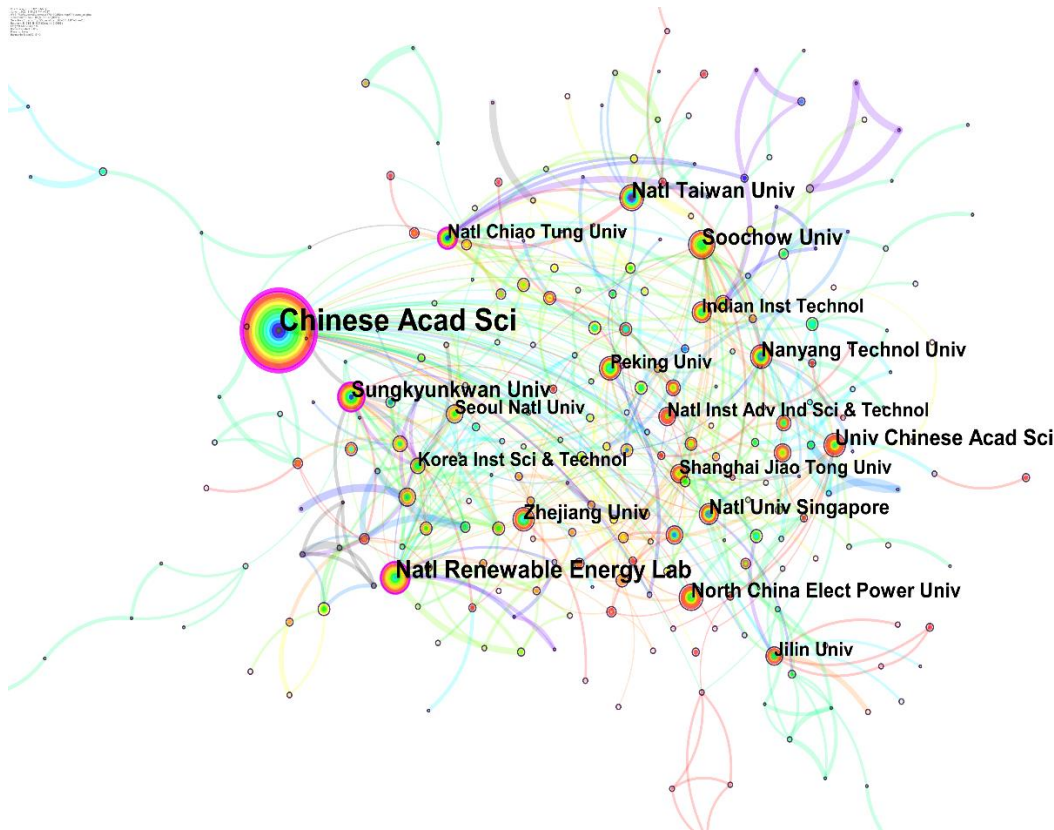 Natl Taiwan Univ
Natl Chiao Tung Univ
Soochow Univ
Indian Inst Technol
Chinese Acad Sci
Nanyang Technol Univ
Peking Univ
Sungkyunkwan Univ
Seoul Natl Univ
Natl Inst Adv Ind Sci & Technol
Univ Chinese Acad Sci
Korea Inst Sci & Technol
Shanghai Jiao Tong Univ
Zhejiang Univ
Natl Univ Singapore
Natl Renewable Energy Lab
North China Elect Power Univ
Jilin Univ